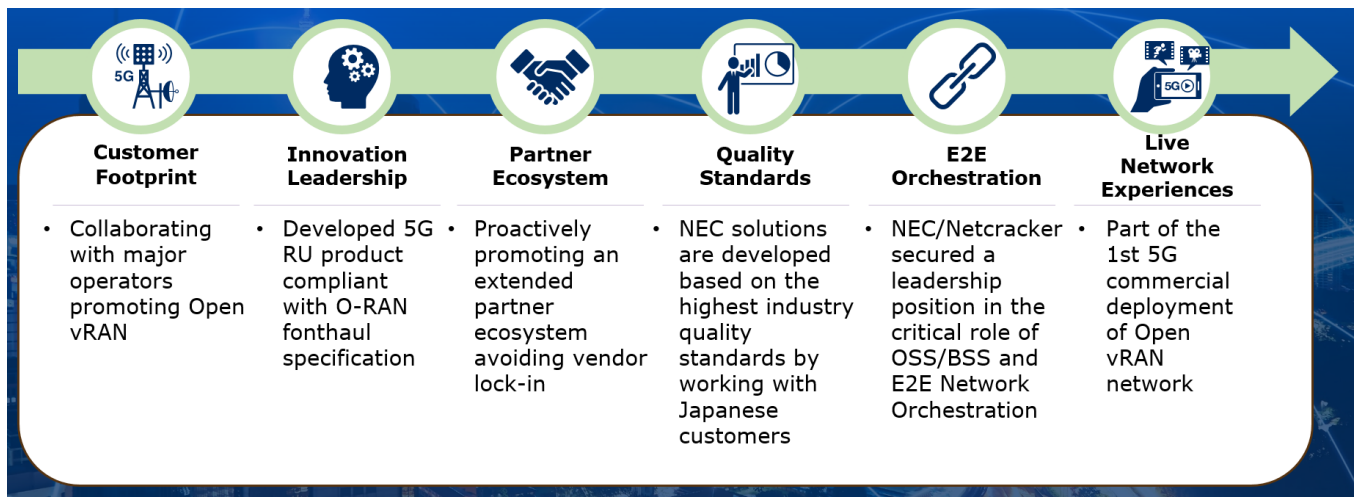 5G
5G
Customer
Footprint
• Collaborating
with major
operators
promoting Open
vRAN
Innovation
Leadership
• Developed 5G
RU product
compliant
with O-RAN
fonthaul
specification
Partner
Ecosystem
• Proactively
promoting an
extended
partner
ecosystem
avoiding vendor
lock-in
Quality
Standards
• NEC solutions
are developed
based on the
highest industry
quality
standards by
working with
Japanese
customers
E2E
Orchestration
• NEC/Netcracker
secured a
leadership
position in the
critical role of
OSS/BSS and
E2E Network
Orchestration
Live
Network
Experiences
• Part of the
1st 5G
commercial
deployment
of Open
vRAN
network